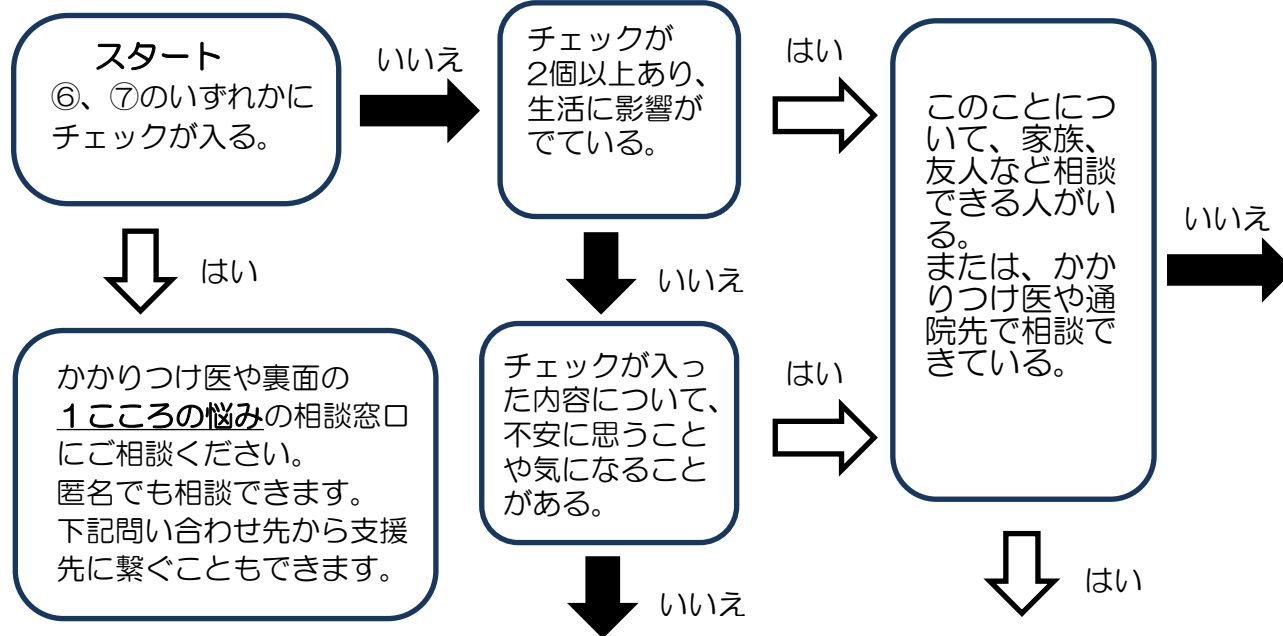 スタート
⑥、⑦のいずれかに
チェックが入る。
いいえ
チェックが
2個以上あり、
生活に影響が
でている。
はい
このことにつ
いて、家族、
友人など相談
できる人がい
る。
または、かか
りつけ医や通
院先で相談で
きている。
いいえ
はい
いいえ
かかりつけ医や裏面の
１こころの悩みの相談窓口
にご相談ください。
匿名でも相談できます。
下記問い合わせ先から支援
先に繋ぐこともできます。
チェックが入っ
た内容について、
不安に思うこと
や気になること
がある。
はい
いいえ
はい